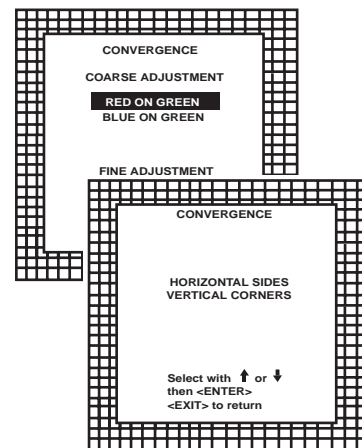 CONVERGENCE
COARSE ADJUSTMENT
RED ON GREEN
BLUE ON GREEN
FINE ADJUSTMENT
CONVERGENCE
HORIZONTAL SIDES
VERTICAL CORNERS
Select with ↑ or ↓
then <ENTER>
<EXIT> to return